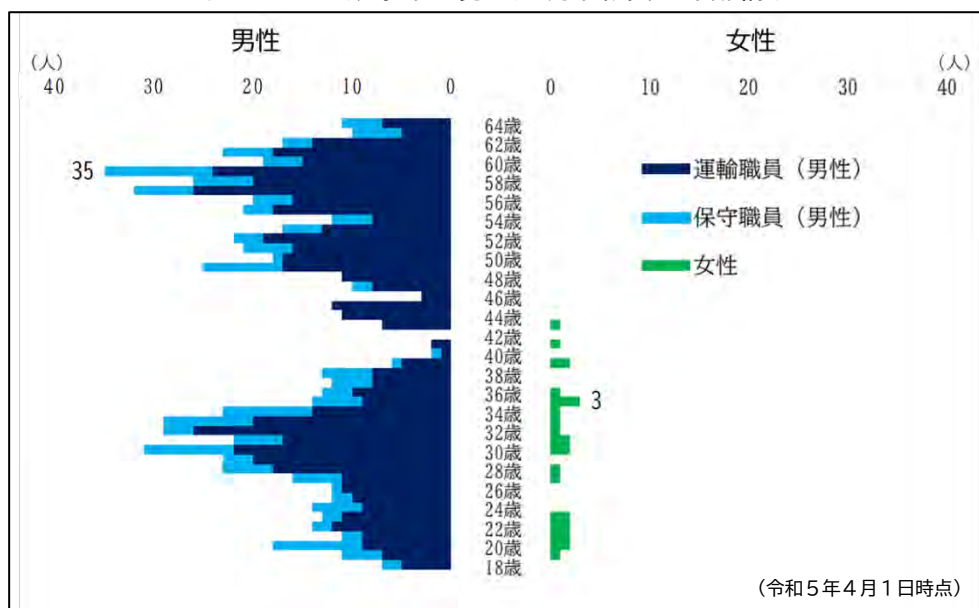 男性 女性
(人) (人)
40 30 20 10 0 0 10 20 30 40
64歳
62歳
60歳
35
58歳
56歳
54歳
52歳
50歳
48歳
46歳
44歳
42歳
40歳
38歳
36歳
3
34歳
32歳
30歳
28歳
26歳
24歳
22歳
20歳
18歳
運輸職員（男性）
保守職員（男性）
女性
（令和５年４月１日時点）